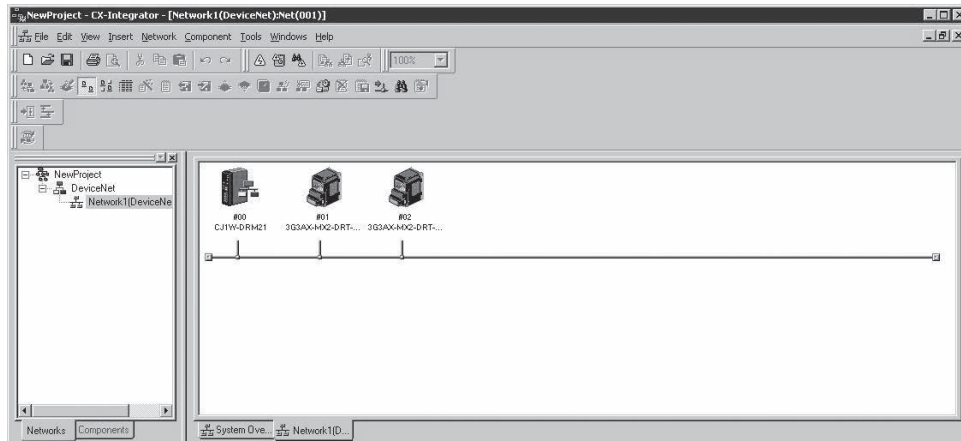 NewProject - CX-Integrator - [Network1(DeviceNet):Net(001)]
File Edit View Insert Network Component Tools Windows Help
100%
NewProject
DeviceNet
Network1(DeviceNe
#00
CJ1W-DRM21
#01
3G3AX-MX2-DRT-...
#02
3G3AX-MX2-DRT-...
Networks
Components
System Ove...
Network1(D...